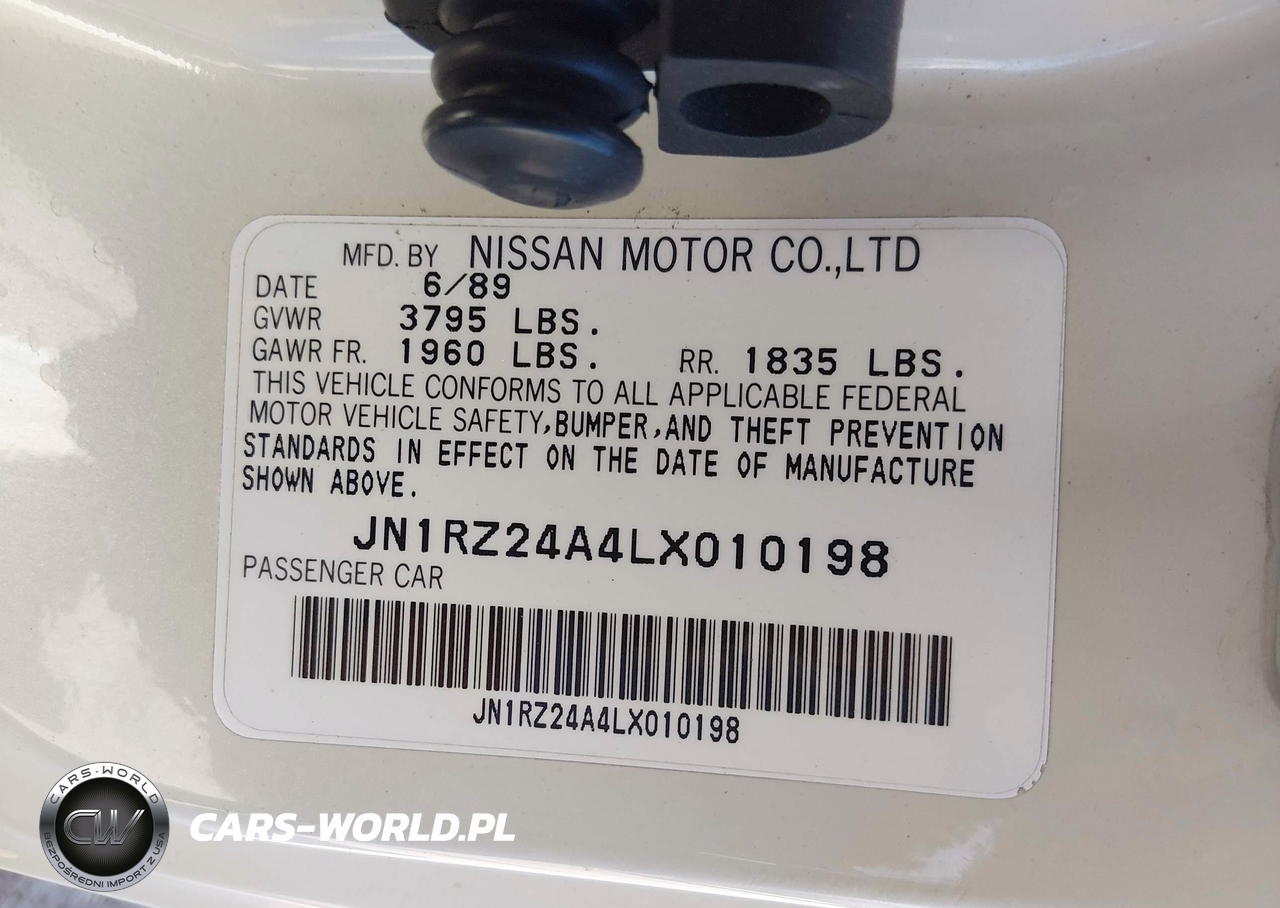 MFD. BY NISSAN MOTOR CO.,LTD
DATE 6/89
GVWR 3795 LBS.
GAWR FR. 1960 LBS. RR. 1835 LBS.
THIS VEHICLE CONFORMS TO ALL APPLICABLE FEDERAL
MOTOR VEHICLE SAFETY, BUMPER, AND THEFT PREVENTION
STANDARDS IN EFFECT ON THE DATE OF MANUFACTURE
SHOWN ABOVE.
JN1RZ24A4LX010198
PASSENGER CAR
JN1RZ24A4LX010198
CARS-WORLD
CW
BEZPOŚREDNI IMPORT Z USA
CARS-WORLD.PL